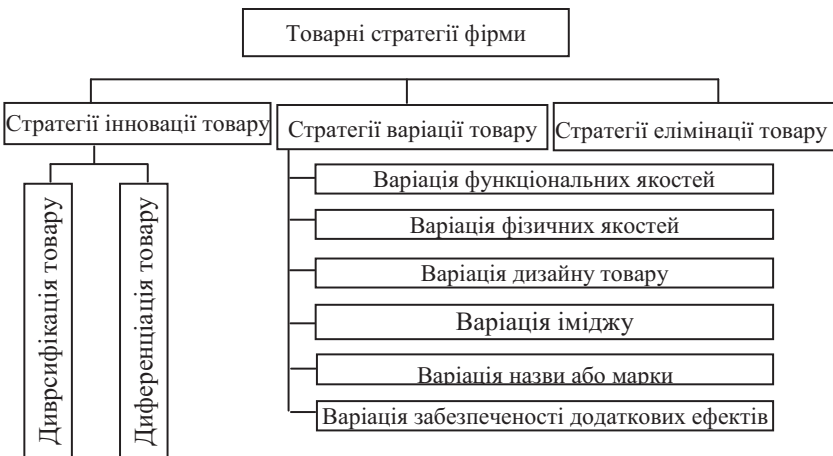 Товарні стратегії фірми
Стратегії інновації товару
Стратегії варіації товару
Стратегії елімінації товару
Диврсифікація товару
Диференціація товару
Варіація функціональних якостей
Варіація фізичних якостей
Варіація дизайну товару
Варіація іміджу
Варіація назви або марки
Варіація забезпеченості додаткових ефектів